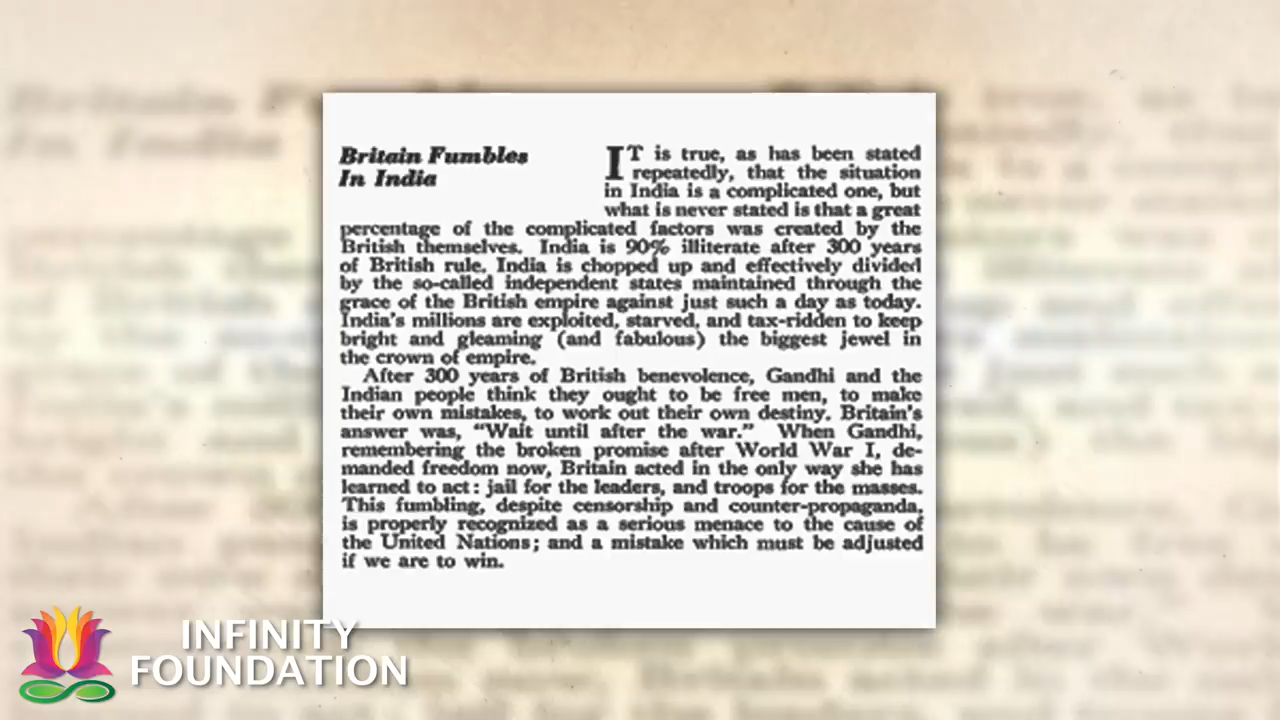 Britain Fumbles
In India
IT is true, as has been stated
repeatedly, that the situation
in India is a complicated one, but
what is never stated is that a great
percentage of the complicated factors was created by the
British themselves. India is 90% illiterate after 300 years
of British rule. India is chopped up and effectively divided
by the so-called independent states maintained through the
grace of the British empire against just such a day as today.
India's millions are exploited, starved, and tax-ridden to keep
bright and gleaming (and fabulous) the biggest jewel in
the crown of empire.
After 300 years of British benevolence, Gandhi and the
Indian people think they ought to be free men, to make
their own mistakes, to work out their own destiny. Britain's
answer was, "Wait until after the war." When Gandhi,
remembering the broken promise after World War I, de-
manded freedom now, Britain acted in the only way she has
learned to act: jail for the leaders, and troops for the masses.
This fumbling, despite censorship and counter-propaganda,
is properly recognized as a serious menace to the cause of
the United Nations; and a mistake which must be adjusted
if we are to win.
INFINITY
FOUNDATION